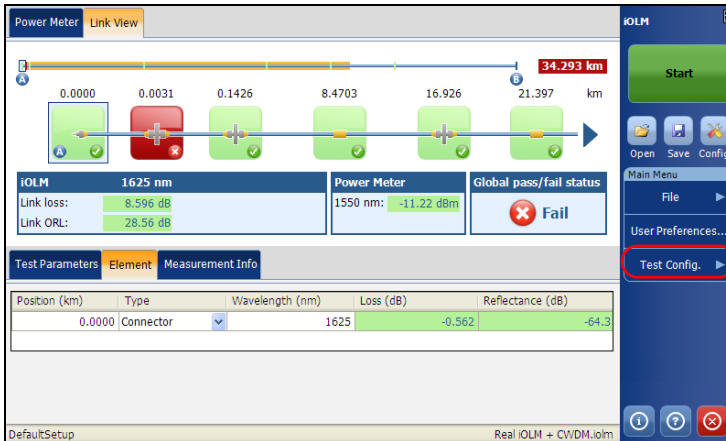 Power Meter Link View
iOLM
34.293 km
A B
0.0000 0.0031 0.1426 8.4703 16.926 21.397 km
A
Start
Open Save Config
Main Menu
File
User Preferences...
Test Config.
iOLM 1625 nm
Link loss: 8.596 dB
Link ORL: 28.56 dB
Power Meter
1550 nm: -11.22 dBm
Global pass/fail status
Fail
Test Parameters Element Measurement Info
Position (km) Type Wavelength (nm) Loss (dB) Reflectance (dB)
0.0000 Connector 1625 -0.562 -64.3
DefaultSetup Real iOLM + CWDM.iolm